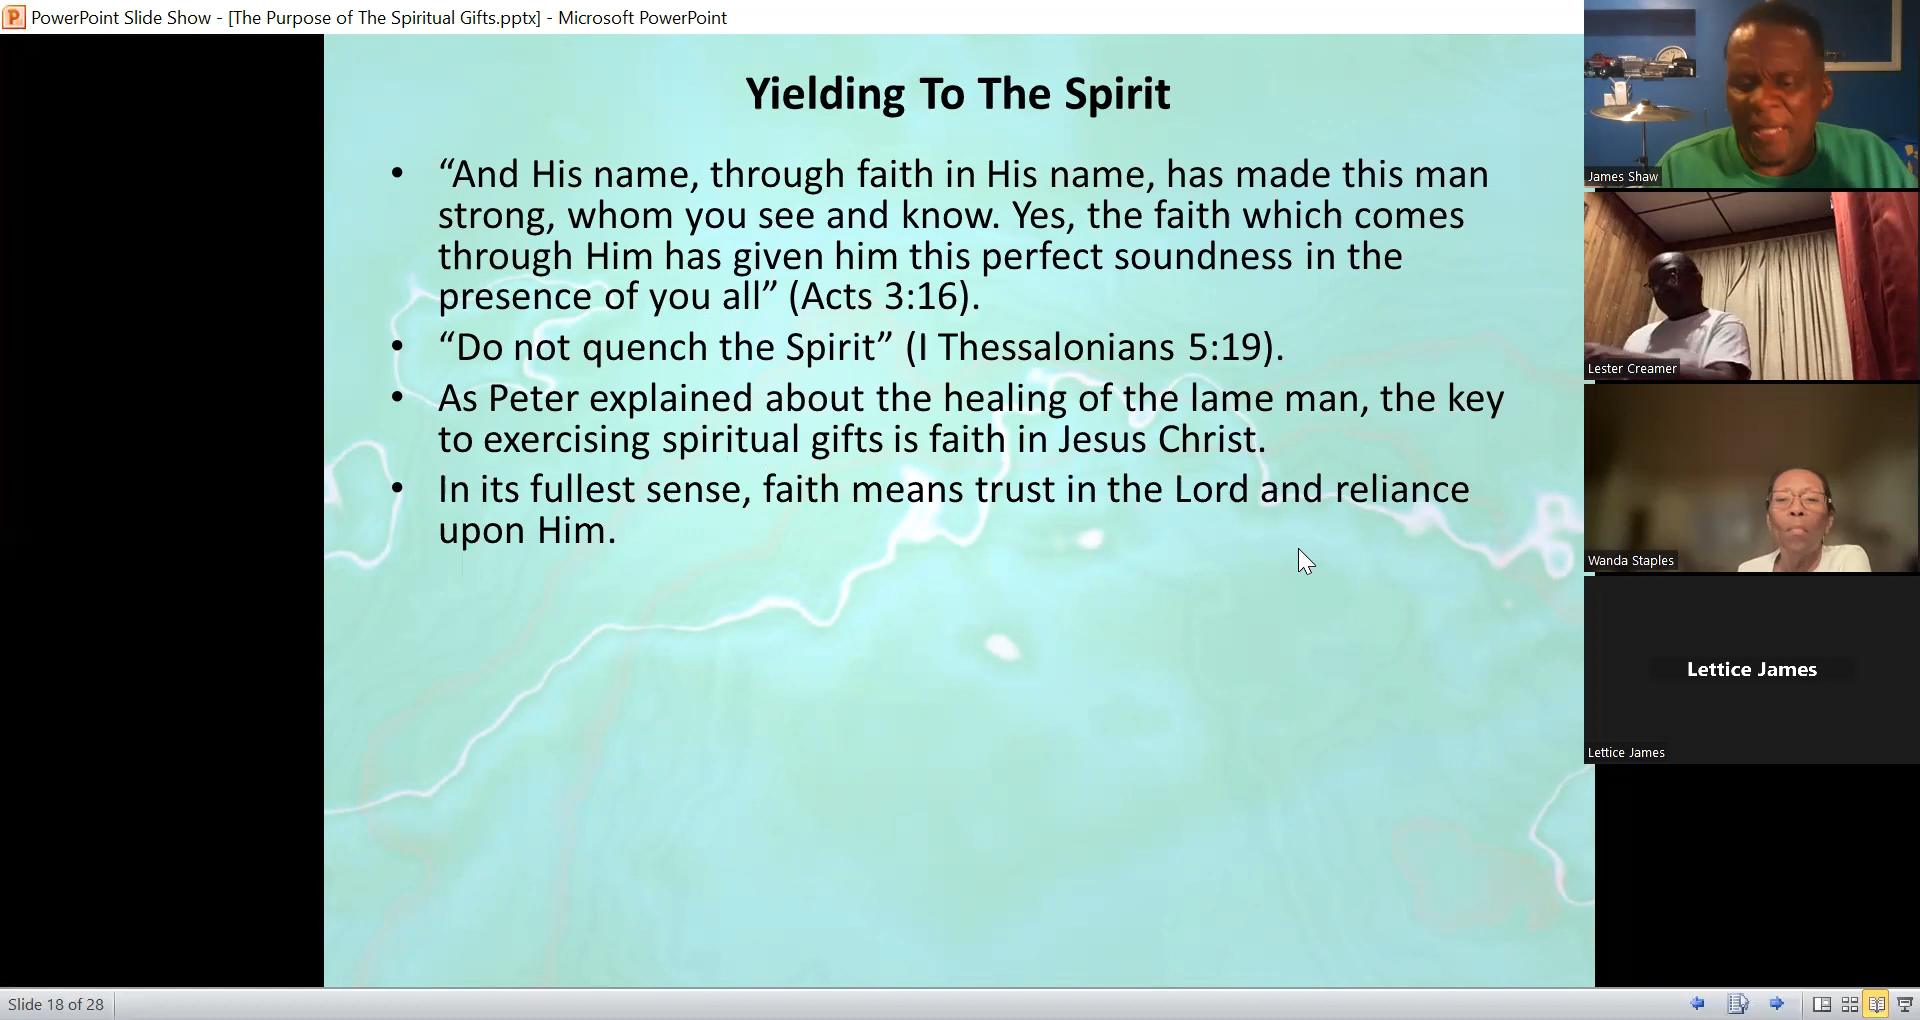 PowerPoint Slide Show - [The Purpose of The Spiritual Gifts.pptx] - Microsoft PowerPoint
Yielding To The Spirit
• “And His name, through faith in His name, has made this man
strong, whom you see and know. Yes, the faith which comes
through Him has given him this perfect soundness in the
presence of you all” (Acts 3:16).
• “Do not quench the Spirit” (I Thessalonians 5:19).
• As Peter explained about the healing of the lame man, the key
to exercising spiritual gifts is faith in Jesus Christ.
• In its fullest sense, faith means trust in the Lord and reliance
upon Him.
James Shaw
Lester Creamer
Wanda Staples
Lettice James
Lettice James
Slide 18 of 28